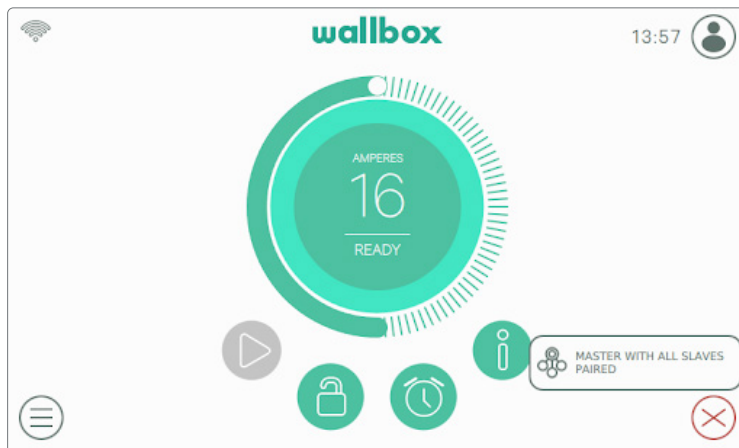 wallbox
13:57
AMPERES
16
READY
MASTER WITH ALL SLAVES
PAIRED